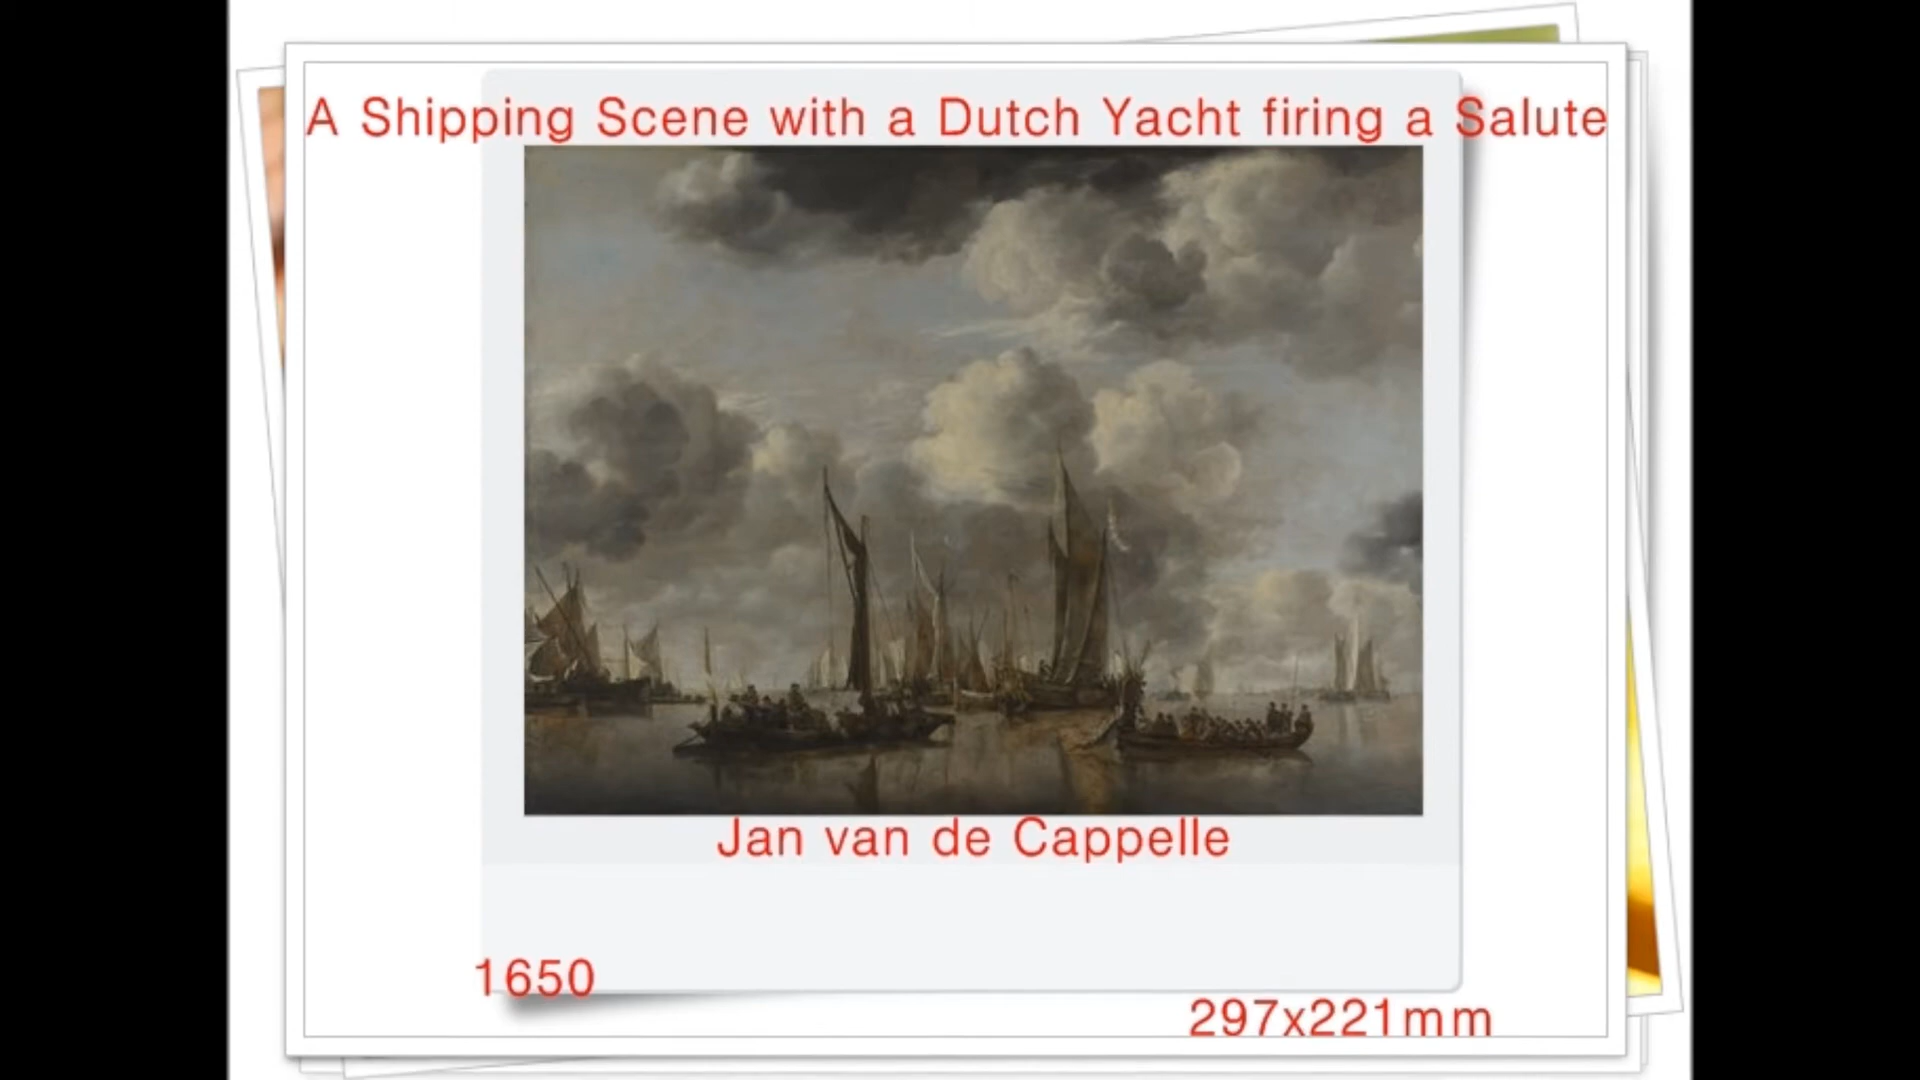 A Shipping Scene with a Dutch Yacht firing a Salute
Jan van de Cappelle
1650
297x221mm